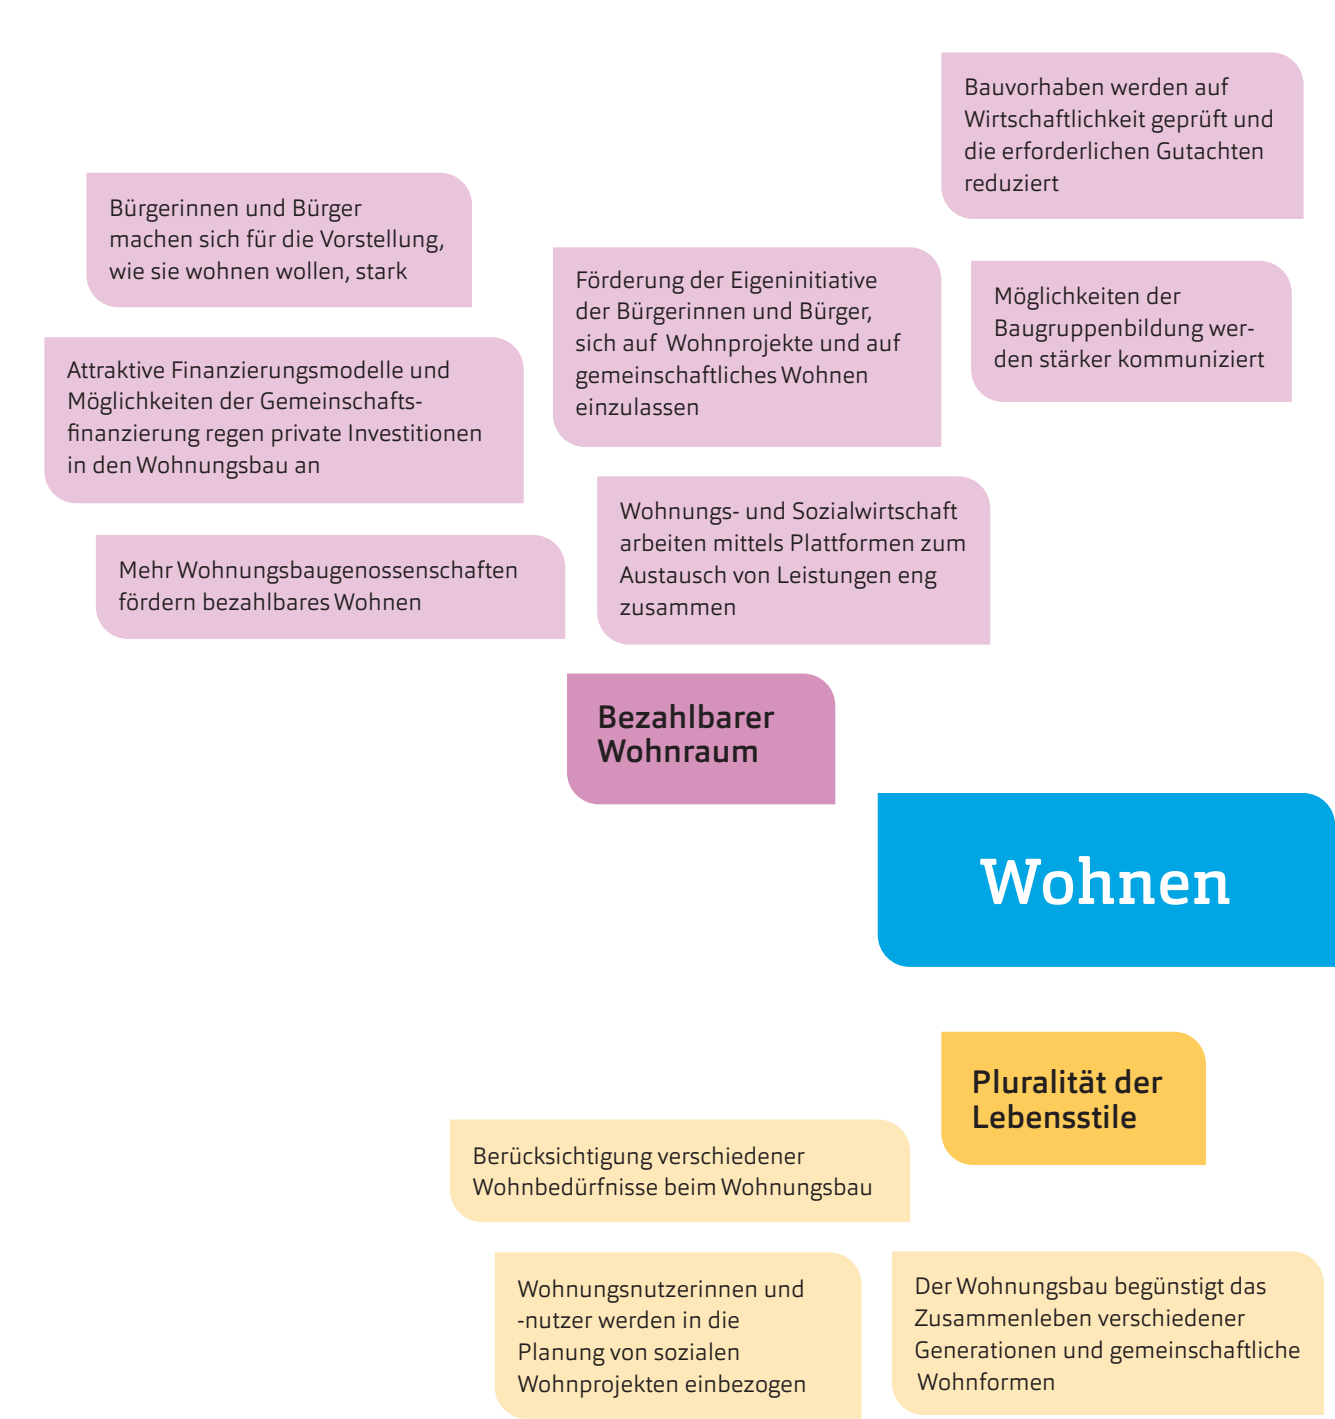 Bauvorhaben werden auf
Wirtschaftlichkeit geprüft und
die erforderlichen Gutachten
reduziert
Bürgerinnen und Bürger
machen sich für die Vorstellung,
wie sie wohnen wollen, stark
Förderung der Eigeninitiative
der Bürgerinnen und Bürger,
sich auf Wohnprojekte und auf
gemeinschaftliches Wohnen
einzulassen
Möglichkeiten der
Baugruppenbildung wer-
den stärker kommuniziert
Attraktive Finanzierungsmodelle und
Möglichkeiten der Gemeinschafts-
finanzierung regen private Investitionen
in den Wohnungsbau an
Wohnungs- und Sozialwirtschaft
arbeiten mittels Plattformen zum
Austausch von Leistungen eng
zusammen
Mehr Wohnungsbaugenossenschaften
fördern bezahlbares Wohnen
Bezahlbarer
Wohnraum
Wohnen
Pluralität der
Lebensstile
Berücksichtigung verschiedener
Wohnbedürfnisse beim Wohnungsbau
Wohnungsnutzerinnen und
-nutzer werden in die
Planung von sozialen
Wohnprojekten einbezogen
Der Wohnungsbau begünstigt das
Zusammenleben verschiedener
Generationen und gemeinschaftliche
Wohnformen